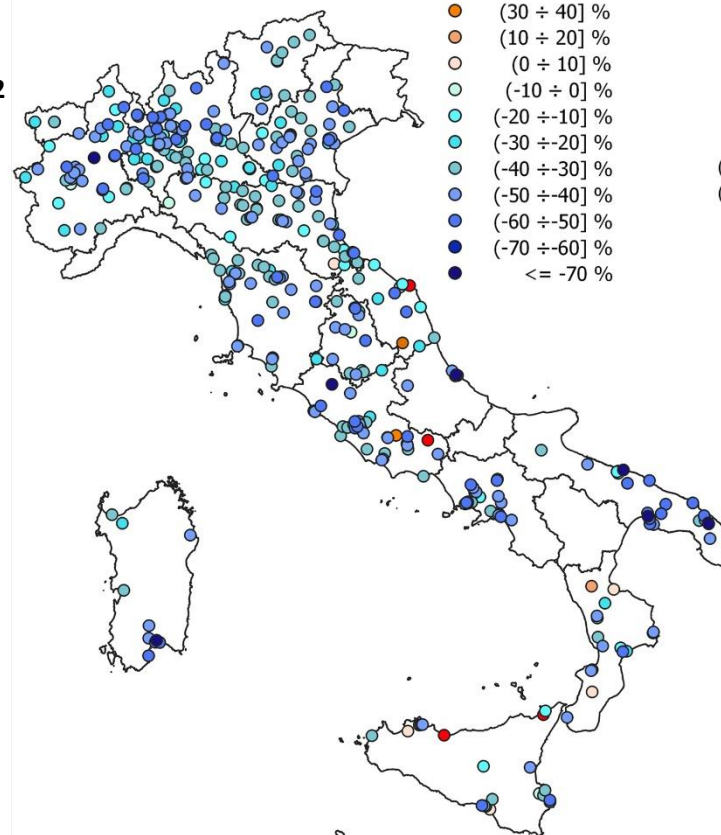 2
(30 ÷ 40] %
(10 ÷ 20] %
(0 ÷ 10] %
(-10 ÷ 0] %
(-20 ÷-10] %
(-30 ÷-20] %
(-40 ÷-30] %
(
(-50 ÷-40] %
(
(-60 ÷-50] %
(-70 ÷-60] %
<= -70 %